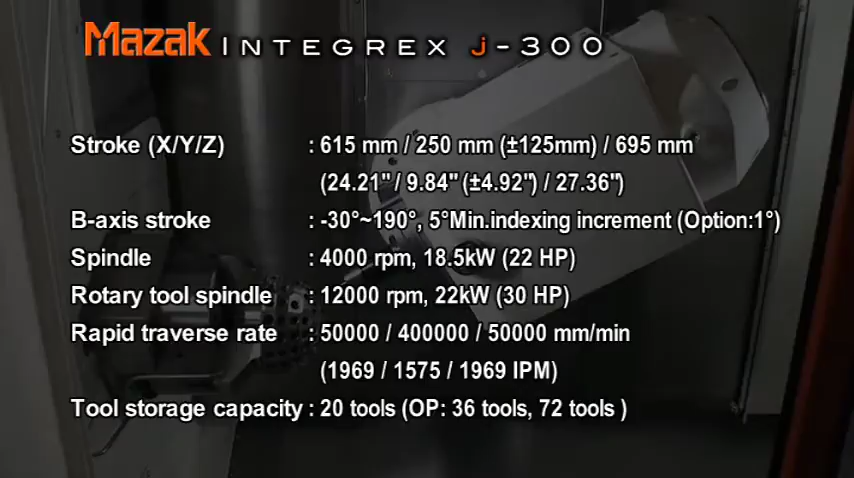 Mazak INTEGREX j-300
Stroke (X/Y/Z) : 615 mm / 250 mm (±125mm) / 695 mm
(24.21" / 9.84" (±4.92") / 27.36")
B-axis stroke : -30°~190°, 5°Min.indexing increment (Option:1°)
Spindle : 4000 rpm, 18.5kW (22 HP)
Rotary tool spindle : 12000 rpm, 22kW (30 HP)
Rapid traverse rate : 50000 / 400000 / 50000 mm/min
(1969 / 1575 / 1969 IPM)
Tool storage capacity : 20 tools (OP: 36 tools, 72 tools )